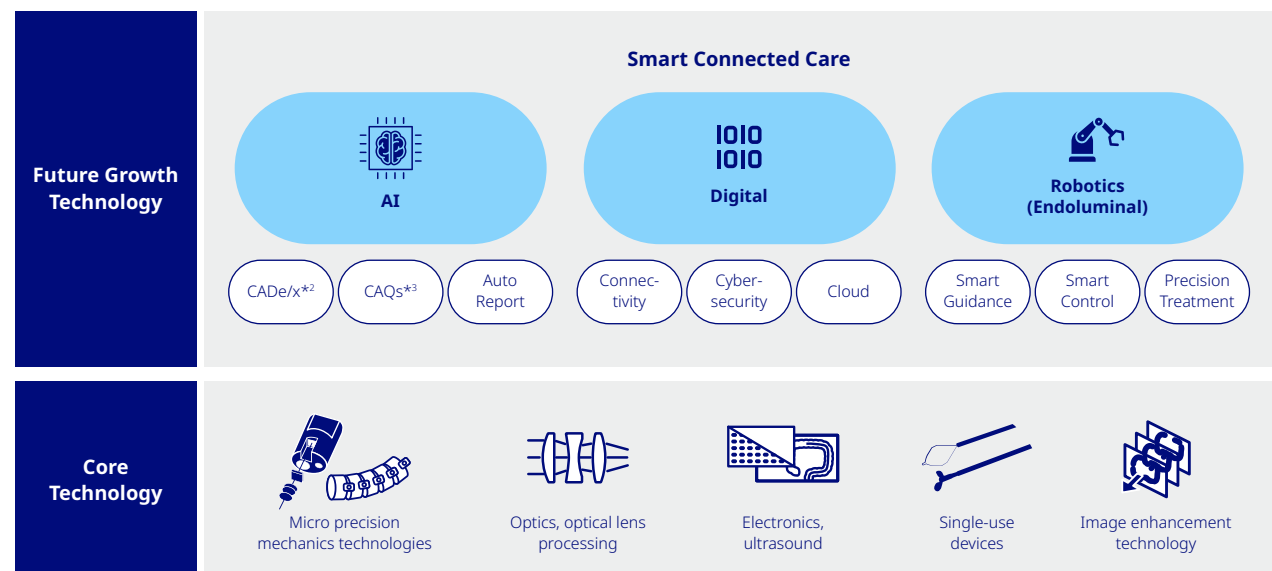 Future Growth
Technology
Smart Connected Care
AI
IOIO
IOIO
Digital
Robotics
(Endoluminal)
CADe/x*2
CAQs*3
Auto
Report
Connec-
tivity
Cyber-
security
Cloud
Smart
Guidance
Smart
Control
Precision
Treatment
Core
Technology
Micro precision
mechanics technologies
Optics, optical lens
processing
Electronics,
ultrasound
Single-use
devices
Image enhancement
technology